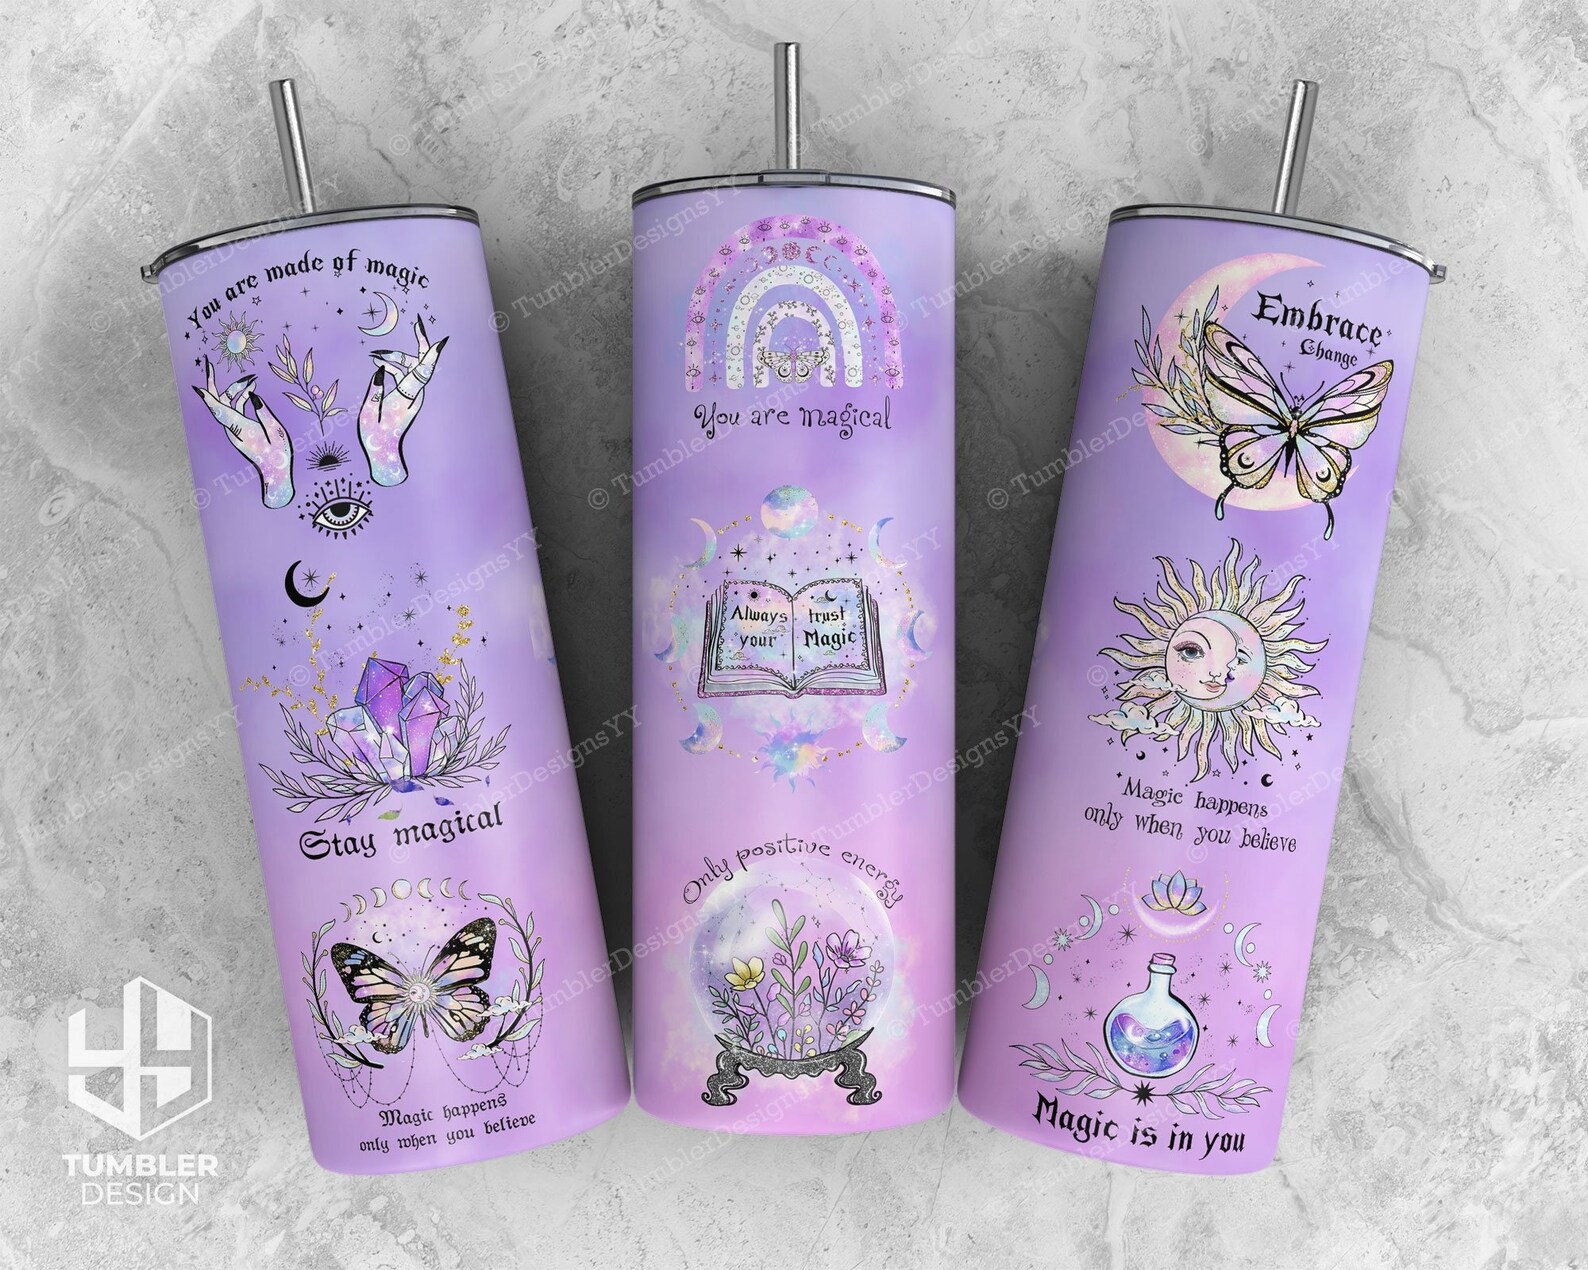 You are made of magic
Stay magical
Magic happens
only when you believe
You are magical
Always trust
your Magic
Only positive energy
Embrace
Change
Magic happens
only when you believe
Magic is in you
TUMBLER
DESIGN
© TumblerDesignsYY